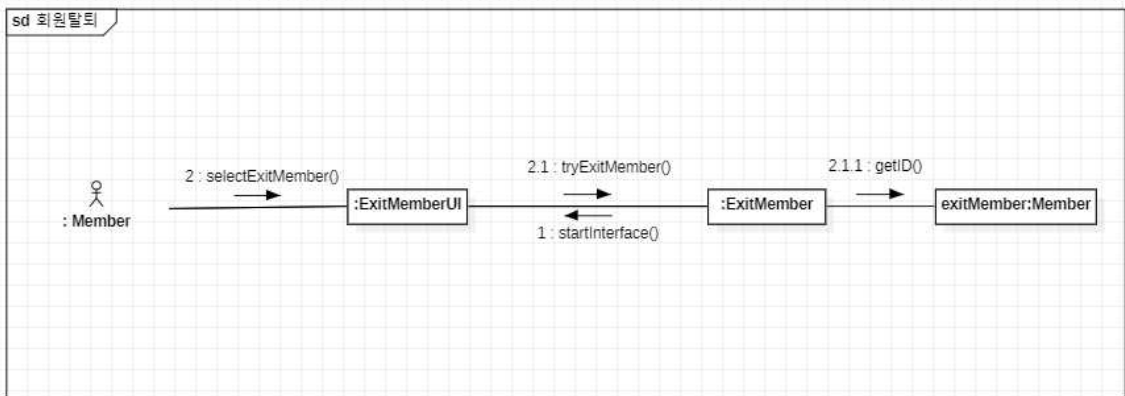 sd 회원탈퇴
2 : selectExitMember()
2.1 : tryExitMember()
2.1.1 : getID()
: Member
:ExitMemberUI
:ExitMember
exitMember:Member
1 : startInterface()